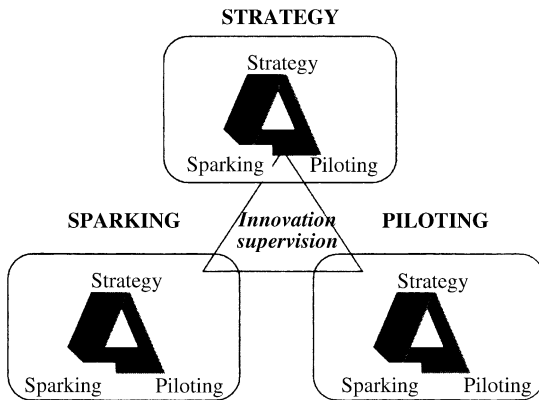 STRATEGY
Strategy
Sparking Piloting
SPARKING
Innovation
supervision
PILOTING
Strategy
Sparking Piloting
Strategy
Sparking Piloting